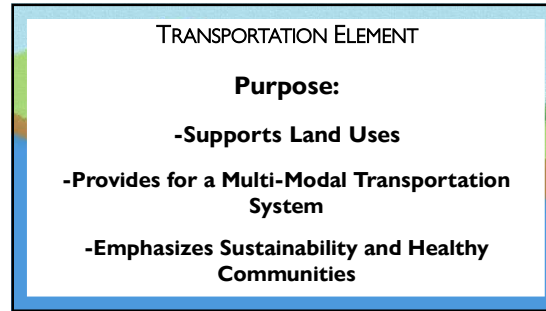 TRANSPORTATION ELEMENT
Purpose:
-Supports Land Uses
-Provides for a Multi-Modal Transportation
System
-Emphasizes Sustainability and Healthy
Communities